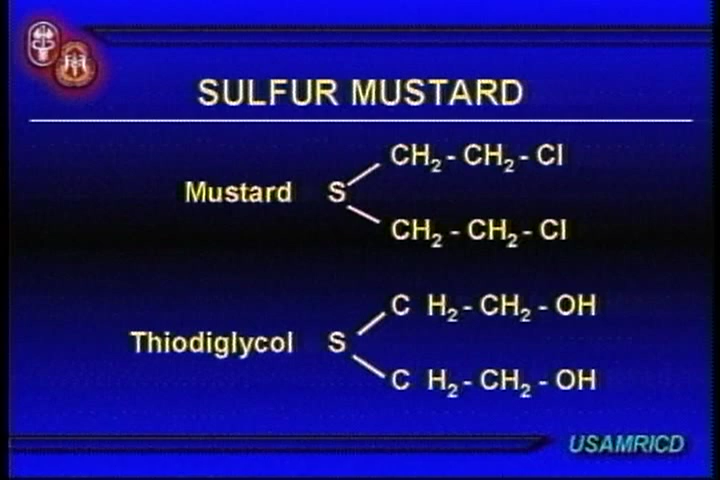 SULFUR MUSTARD
CH₂ - CH₂ - Cl
Mustard S
CH₂ - CH₂ - Cl
C H₂ - CH₂ - OH
Thiodiglycol S
C H₂ - CH₂ - OH
USAMRICD